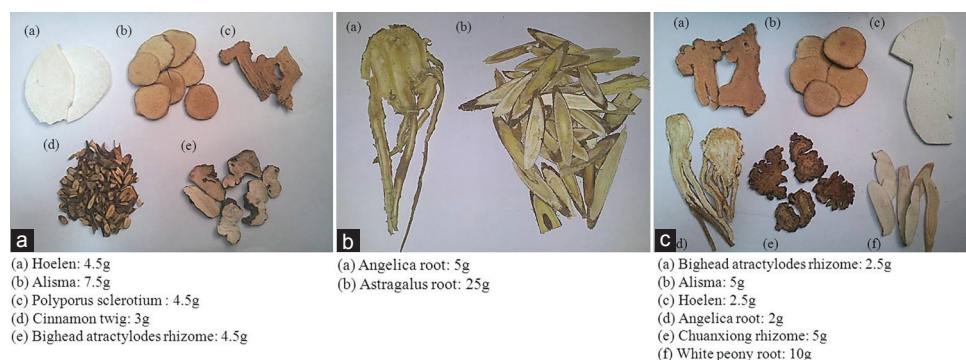 (a)
(b)
(c)
(d)
(e)
a
(a) Hoelen: 4.5g
(b) Alisma: 7.5g
(c) Polyporus sclerotium : 4.5g
(d) Cinnamon twig: 3g
(e) Bighead atractylodes rhizome: 4.5g
(a)
(b)
b
(a) Angelica root: 5g
(b) Astragalus root: 25g
(a)
(b)
(c)
(d)
(e)
(f)
c
(a) Bighead atractylodes rhizome: 2.5g
(b) Alisma: 5g
(c) Hoelen: 2.5g
(d) Angelica root: 2g
(e) Chuanxiong rhizome: 5g
(f) White peony root: 10g